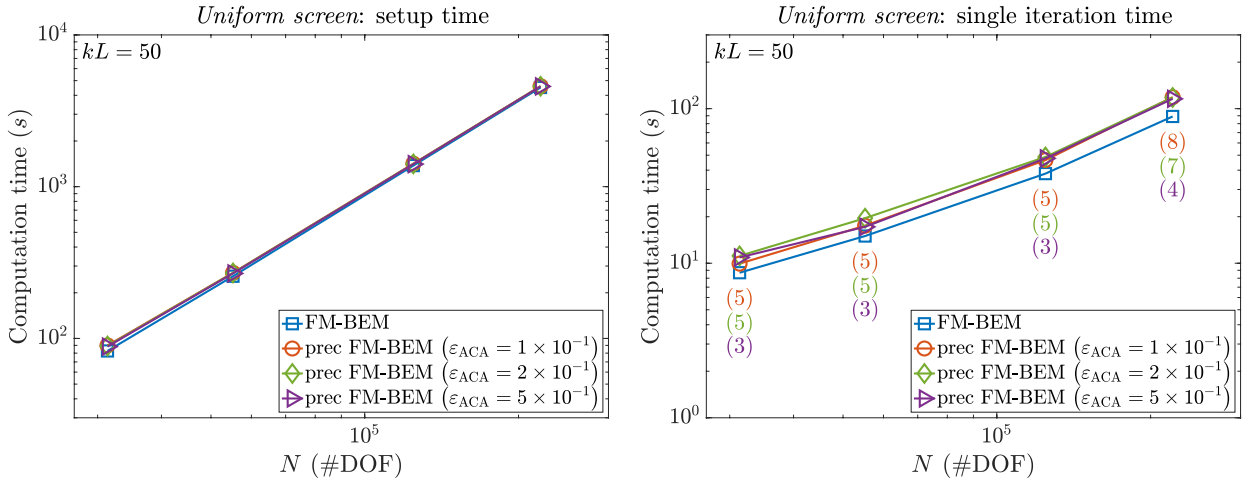 Uniform screen: setup time
kL = 50
Computation time (s)
10^4
10^3
10^2
10^5
N (#DOF)
FM-BEM
prec FM-BEM (ε_ACA = 1 × 10^-1)
prec FM-BEM (ε_ACA = 2 × 10^-1)
prec FM-BEM (ε_ACA = 5 × 10^-1)
Uniform screen: single iteration time
kL = 50
Computation time (s)
10^2
10^1
10^0
(5)
(5)
(3)
(5)
(5)
(3)
(5)
(5)
(3)
(8)
(7)
(4)
10^5
N (#DOF)
FM-BEM
prec FM-BEM (ε_ACA = 1 × 10^-1)
prec FM-BEM (ε_ACA = 2 × 10^-1)
prec FM-BEM (ε_ACA = 5 × 10^-1)